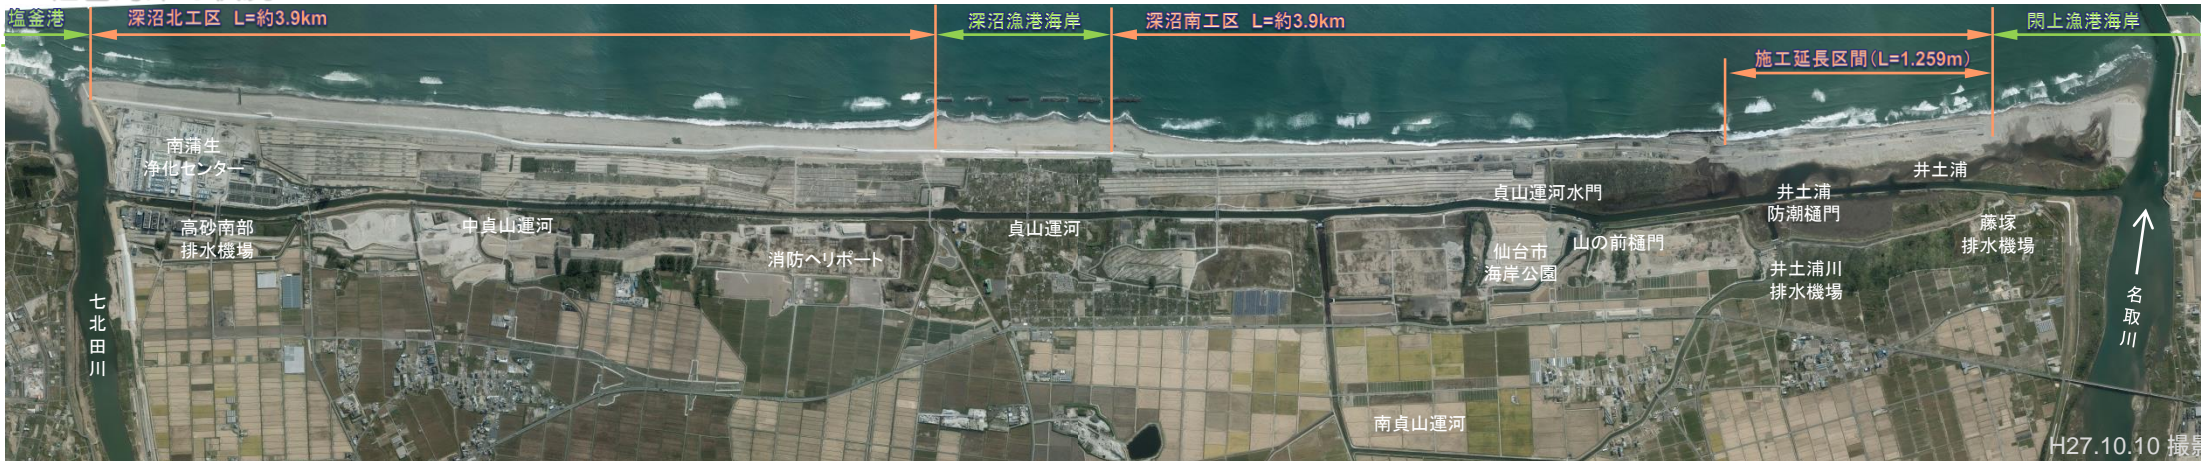 塩釜港
深沼北工区 L=約3.9km
深沼漁港海岸
深沼南工区 L=約3.9km
閖上漁港海岸
施工延長区間(L=1.259m)
南蒲生
浄化センター
井土浦
貞山運河水門
井土浦
防潮樋門
高砂南部
排水機場
中貞山運河
貞山運河
藤塚
排水機場
消防ヘリポート
仙台市
海岸公園
山の前樋門
井土浦川
排水機場
七北田川
名取川
南貞山運河
H27.10.10 撮影